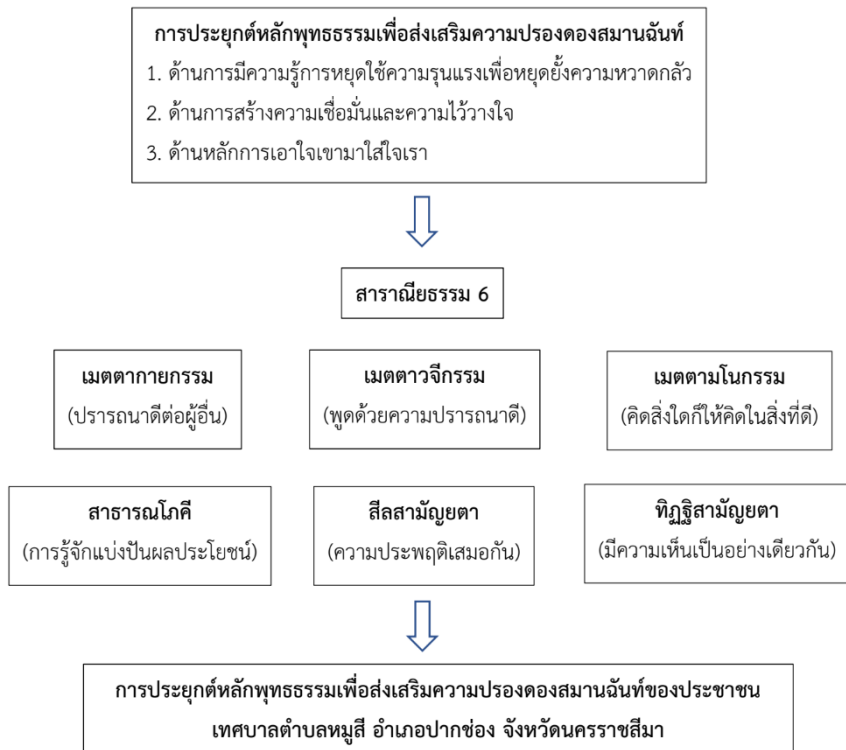 การประยุกต์หลักพุทธธรรมเพื่อส่งเสริมความปรองดองสมานฉันท์
1. ด้านการมีความรู้การหยุดใช้ความรุนแรงเพื่อหยุดยั้งความหวาดกลัว
2. ด้านการสร้างความเชื่อมั่นและความไว้วางใจ
3. ด้านหลักการเอาใจเขามาใส่ใจเรา
สาราณียธรรม 6
เมตตากายกรรม
(ปรารถนาดีต่อผู้อื่น)
เมตตาวจีกรรม
(พูดด้วยความปรารถนาดี)
เมตตามโนกรรม
(คิดสิ่งใดก็ให้คิดในสิ่งที่ดี)
สาธารณโภคี
(การรู้จักแบ่งปันผลประโยชน์)
สีลสามัญยตา
(ความประพฤติเสมอกัน)
ทิฏฐิสามัญยตา
(มีความเห็นเป็นอย่างเดียวกัน)
การประยุกต์หลักพุทธธรรมเพื่อส่งเสริมความปรองดองสมานฉันท์ของประชาชน
เทศบาลตำบลหมูสี อำเภอปากช่อง จังหวัดนครราชสีมา